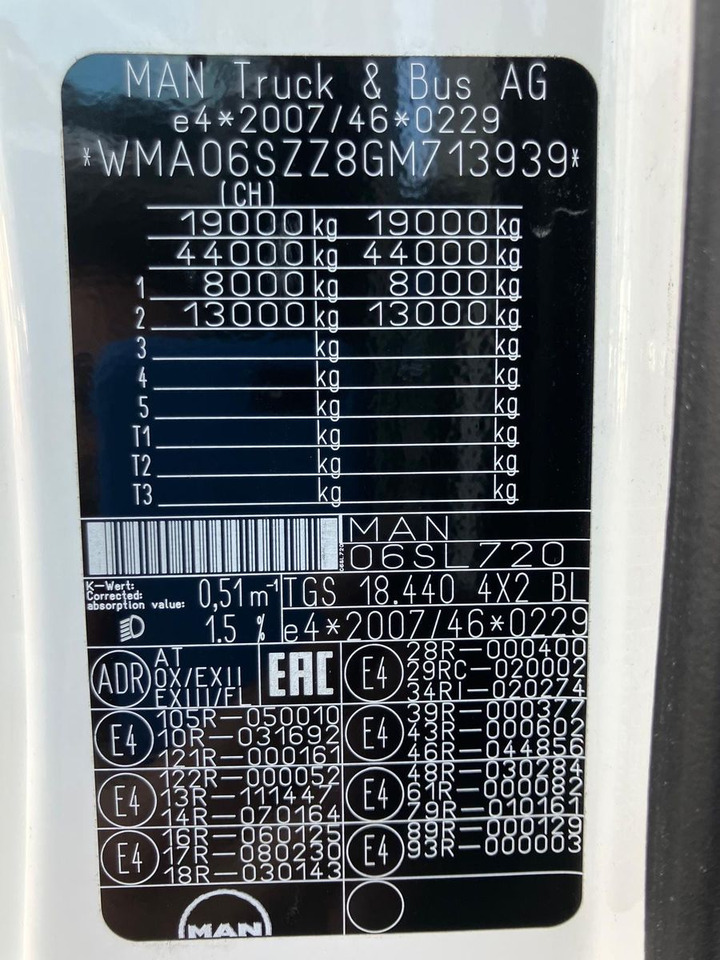 MAN Truck & Bus AG
e4*2007/46*0229
*WMA06SZZ8GM713939*
(CH)
19000 kg 19000 kg
44000 kg 44000 kg
1 8000 kg 8000 kg
2 13000 kg 13000 kg
3 kg kg
4 kg kg
5 kg kg
T1 kg kg
T2 kg kg
T3 kg kg
MAN
06SL720 06SL720
K-Wert:
Corrected
absorption value: 0,51 m⁻¹ TGS 18.440 4X2 BL
1.5 % e4*2007/46*0229
ADR AT
OX/EXII
EXIII/FL
EAC
E4 28R-000400
29RC-020002
34RI-020274
E4 105R-050010
10R-031692
121R-000161
E4 39R-000377
43R-000602
46R-044856
E4 122R-000052
13R-111447
14R-070164
E4 48R-030284
61R-000082
79R-010161
E4 16R-060125
17R-080230
18R-030143
E4 89R-000129
93R-000003
MAN